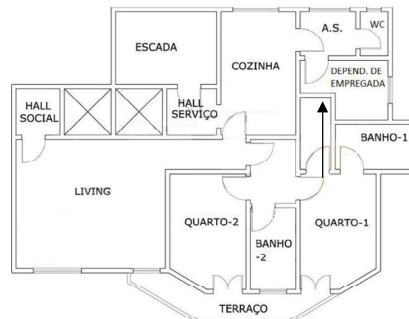 A.S.
WC
ESCADA
COZINHA
DEPEND. DE
EMPREGADA
HALL
SOCIAL
HALL
SERVIÇO
BANHO-1
LIVING
QUARTO-2
BANHO
-2
QUARTO-1
TERRAÇO